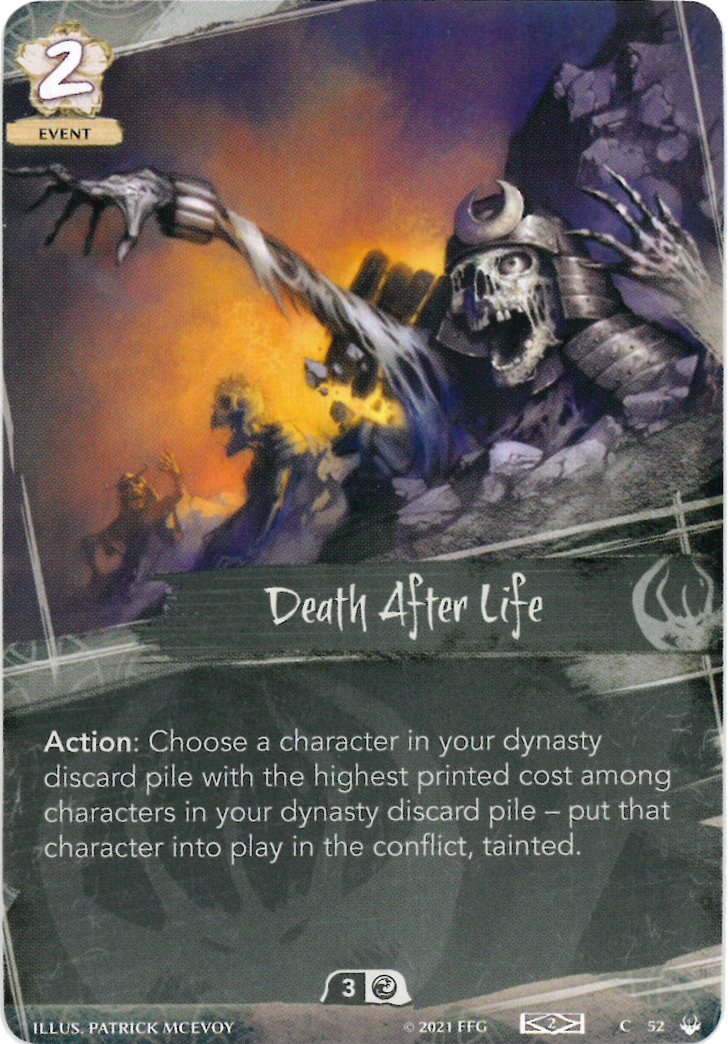 2
EVENT
Death After Life
Action: Choose a character in your dynasty
discard pile with the highest printed cost among
characters in your dynasty discard pile – put that
character into play in the conflict, tainted.
3
ILLUS. PATRICK MCEVOY © 2021 FFG 2 C 52